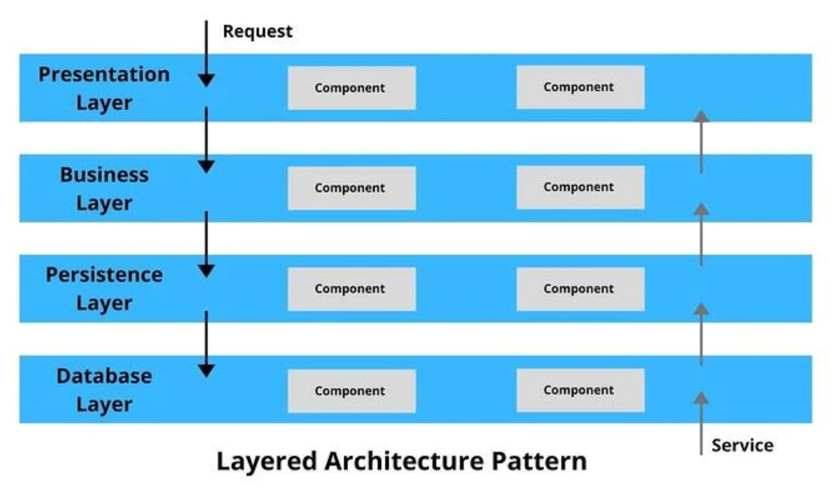 Request
Presentation
Layer
Component
Component
Business
Layer
Component
Component
Persistence
Layer
Component
Component
Database
Layer
Component
Component
Service
Layered Architecture Pattern